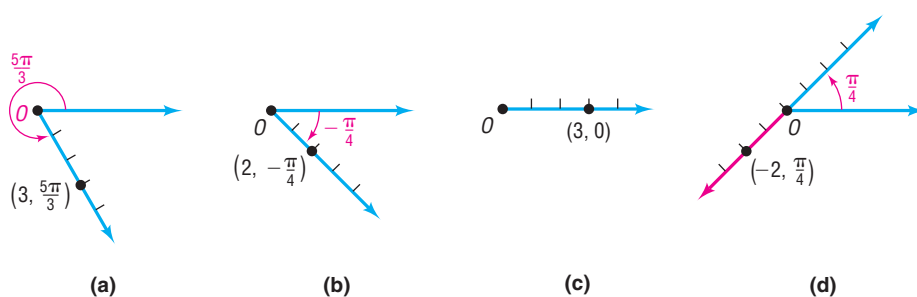 5π/3
O
(3, 5π/3)
(a)
O
−π/4
(2, −π/4)
(b)
O
(3, 0)
(c)
π/4
O
(−2, π/4)
(d)